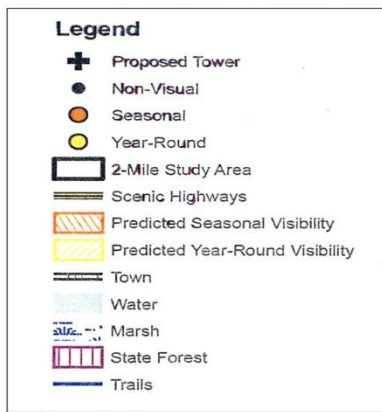 Legend
Proposed Tower
Non-Visual
Seasonal
Year-Round
2-Mile Study Area
Scenic Highways
Predicted Seasonal Visibility
Predicted Year-Round Visibility
Town
Water
Marsh
State Forest
Trails